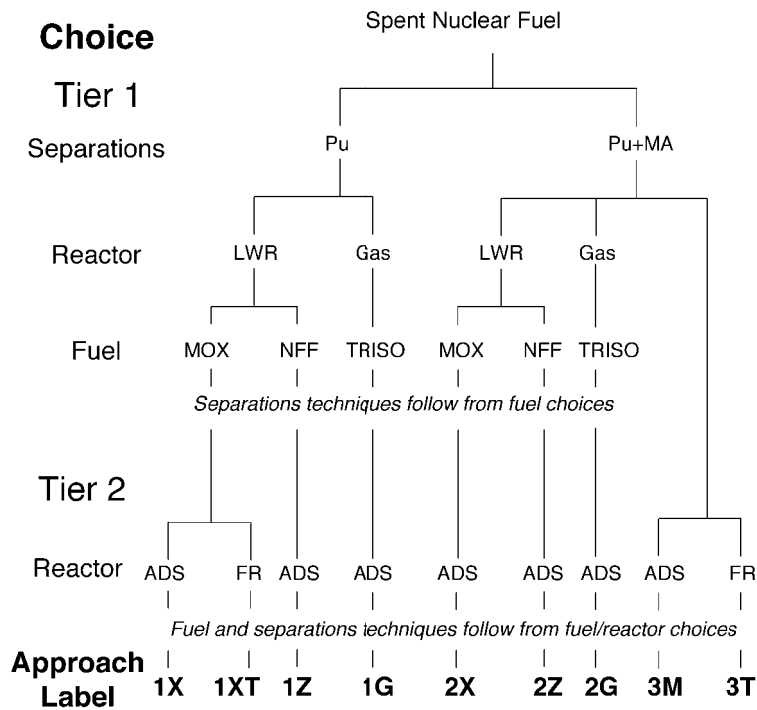 Spent Nuclear Fuel
Choice
Tier 1
Separations Pu Pu+MA
Reactor LWR Gas LWR Gas
Fuel MOX NFF TRISO MOX NFF TRISO
Separations techniques follow from fuel choices
Tier 2
Reactor ADS FR ADS ADS ADS ADS ADS ADS FR
Fuel and separations techniques follow from fuel/reactor choices
Approach
Label 1X 1XT 1Z 1G 2X 2Z 2G 3M 3T